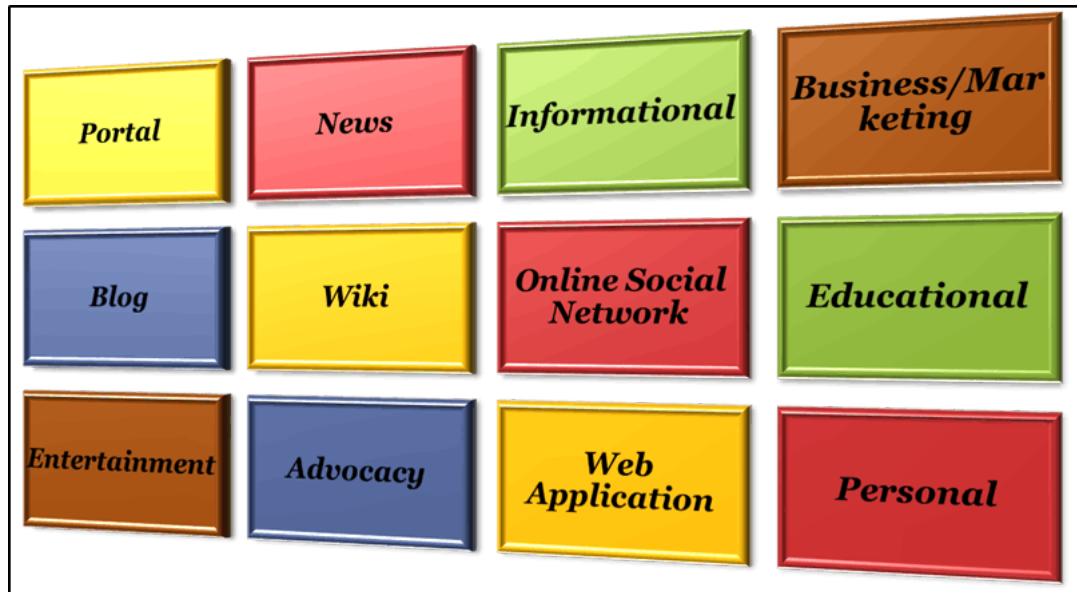 Portal
News
Informational
Business/Mar
keting
Blog
Wiki
Online Social
Network
Educational
Entertainment
Advocacy
Web
Application
Personal